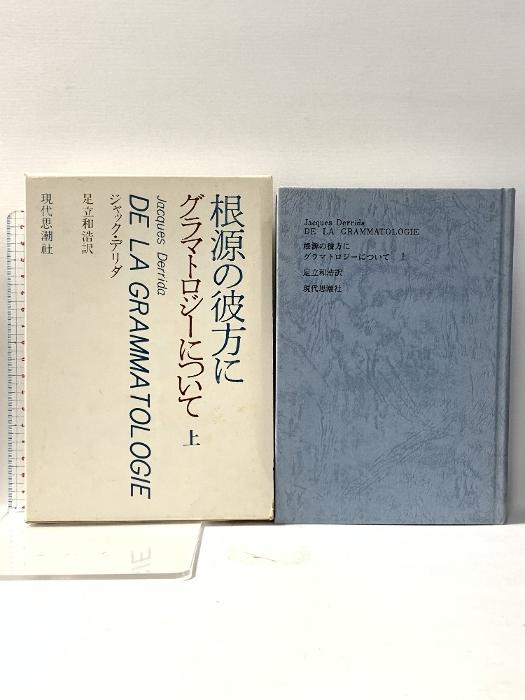 根源の彼方に
グラマトロジーについて 上
Jacques Derrida
DE LA GRAMMATOLOGIE
ジャック・デリダ
足立和浩訳
現代思潮社
Jacques Derrida
DE LA GRAMMATOLOGIE
根源の彼方に
グラマトロジーについて 上
足立和浩訳
現代思潮社